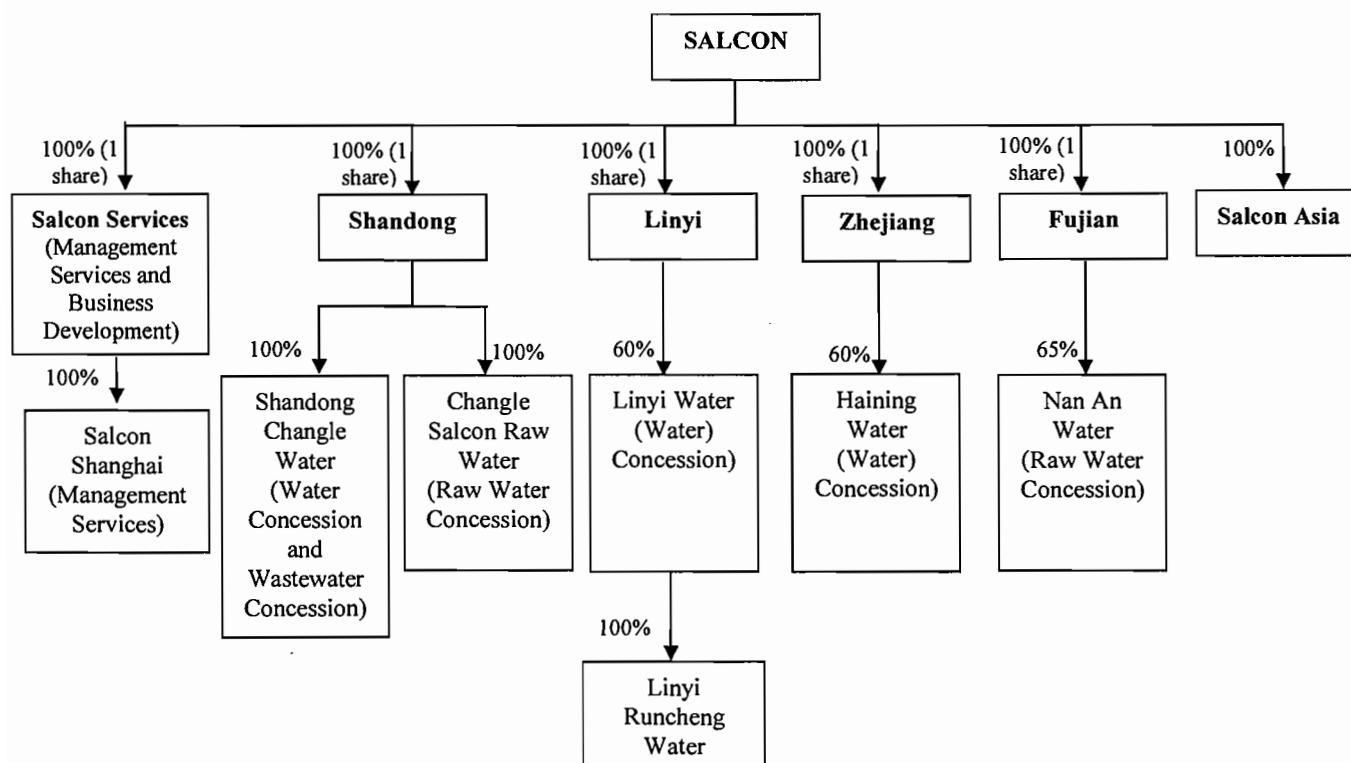 SALCON
100% (1
share)
100% (1
share)
100% (1
share)
100% (1
share)
100% (1
share)
100%
Salcon Services
(Management
Services and
Business
Development)
Shandong
Linyi
Zhejiang
Fujian
Salcon Asia
100%
100%
100%
60%
60%
65%
Salcon
Shanghai
(Management
Services)
Shandong
Changle
Water
(Water
Concession
and
Wastewater
Concession)
Changle
Salcon Raw
Water
(Raw Water
Concession)
Linyi Water
(Water)
Concession)
Haining
Water
(Water)
Concession)
Nan An
Water
(Raw Water
Concession)
100%
Linyi
Runcheng
Water